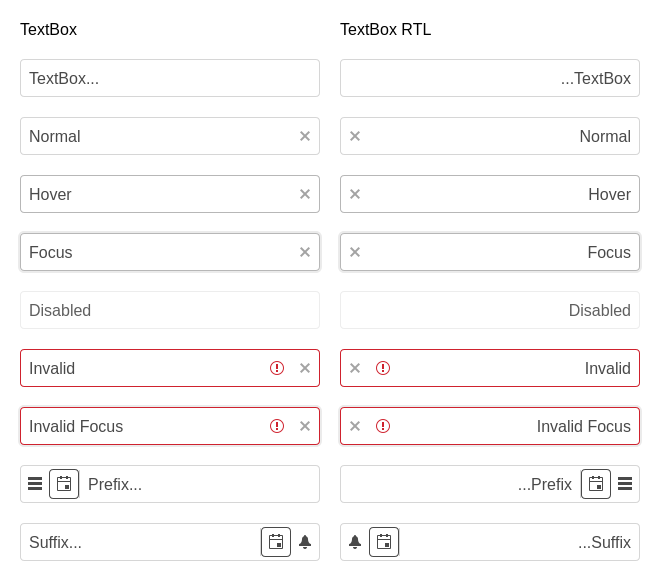 TextBox
TextBox RTL
TextBox...
...TextBox
Normal
Normal
Hover
Hover
Focus
Focus
Disabled
Disabled
Invalid
Invalid
Invalid Focus
Invalid Focus
Prefix...
...Prefix
Suffix...
...Suffix